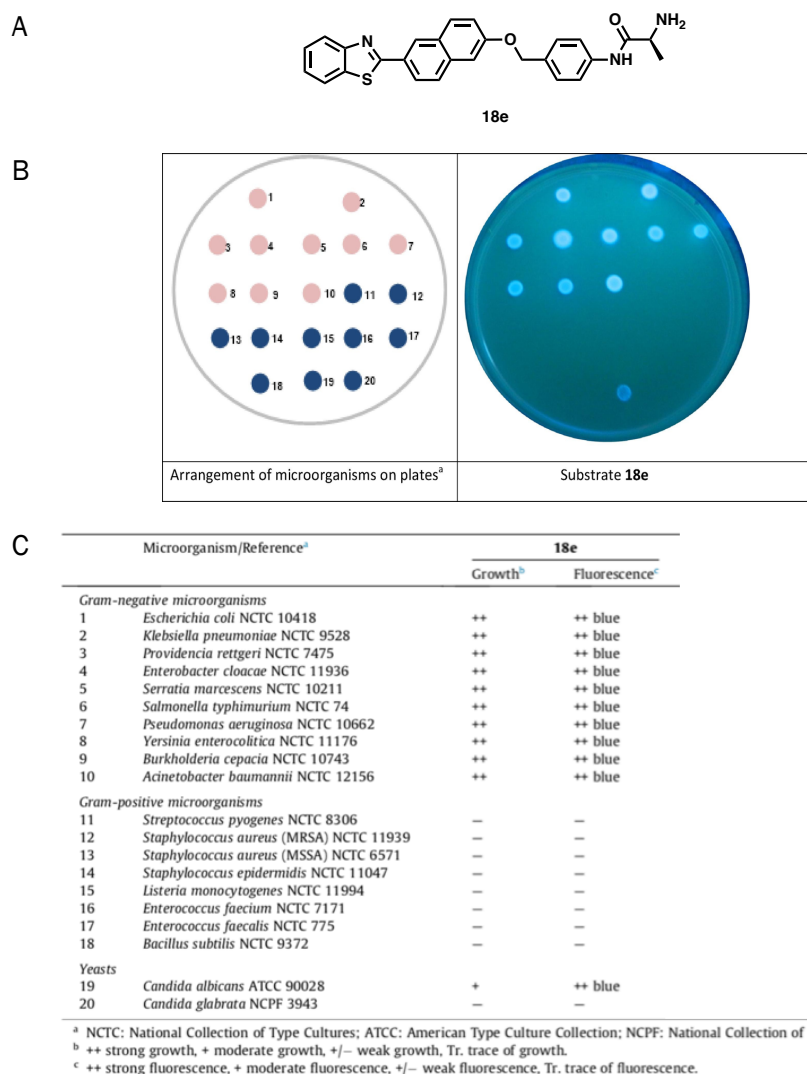 A
N
S
O
O
NH
NH₂
18e
B
1
2
3
4
5
6
7
8
9
10
11
12
13
14
15
16
17
18
19
20
Arrangement of microorganisms on platesᵃ
Substrate 18e
C
Microorganism/Referenceᵃ 18e
Growthᵇ Fluorescenceᶜ
Gram-negative microorganisms
1 Escherichia coli NCTC 10418 ++ ++ blue
2 Klebsiella pneumoniae NCTC 9528 ++ ++ blue
3 Providencia rettgeri NCTC 7475 ++ ++ blue
4 Enterobacter cloacae NCTC 11936 ++ ++ blue
5 Serratia marcescens NCTC 10211 ++ ++ blue
6 Salmonella typhimurium NCTC 74 ++ ++ blue
7 Pseudomonas aeruginosa NCTC 10662 ++ ++ blue
8 Yersinia enterocolitica NCTC 11176 ++ ++ blue
9 Burkholderia cepacia NCTC 10743 ++ ++ blue
10 Acinetobacter baumannii NCTC 12156 ++ ++ blue
Gram-positive microorganisms
11 Streptococcus pyogenes NCTC 8306 – –
12 Staphylococcus aureus (MRSA) NCTC 11939 – –
13 Staphylococcus aureus (MSSA) NCTC 6571 – –
14 Staphylococcus epidermidis NCTC 11047 – –
15 Listeria monocytogenes NCTC 11994 – –
16 Enterococcus faecium NCTC 7171 – –
17 Enterococcus faecalis NCTC 775 – –
18 Bacillus subtilis NCTC 9372 – –
Yeasts
19 Candida albicans ATCC 90028 + ++ blue
20 Candida glabrata NCPF 3943 – –
ᵃ NCTC: National Collection of Type Cultures; ATCC: American Type Culture Collection; NCPF: National Collection of
ᵇ ++ strong growth, + moderate growth, +/− weak growth, Tr. trace of growth.
ᶜ ++ strong fluorescence, + moderate fluorescence, +/− weak fluorescence, Tr. trace of fluorescence.